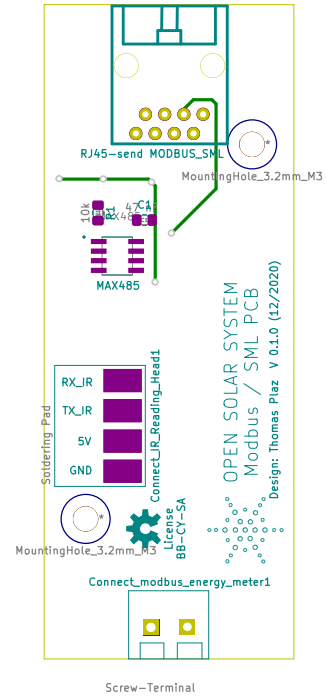 RJ45-send MODBUS_SML
MountingHole_3.2mm_M3
10k
R1
C1
MAX485
RX_IR
TX_IR
5V
GND
Soldering Pad
Connect_IR_Reading_Head1
OPEN SOLAR SYSTEM
Modbus / SML PCB
Design: Thomas Plaz V 0.1.0 (12/2020)
MountingHole_3.2mm_M3
License
BB-CY-SA
Connect_modbus_energy_meter1
Screw-Terminal